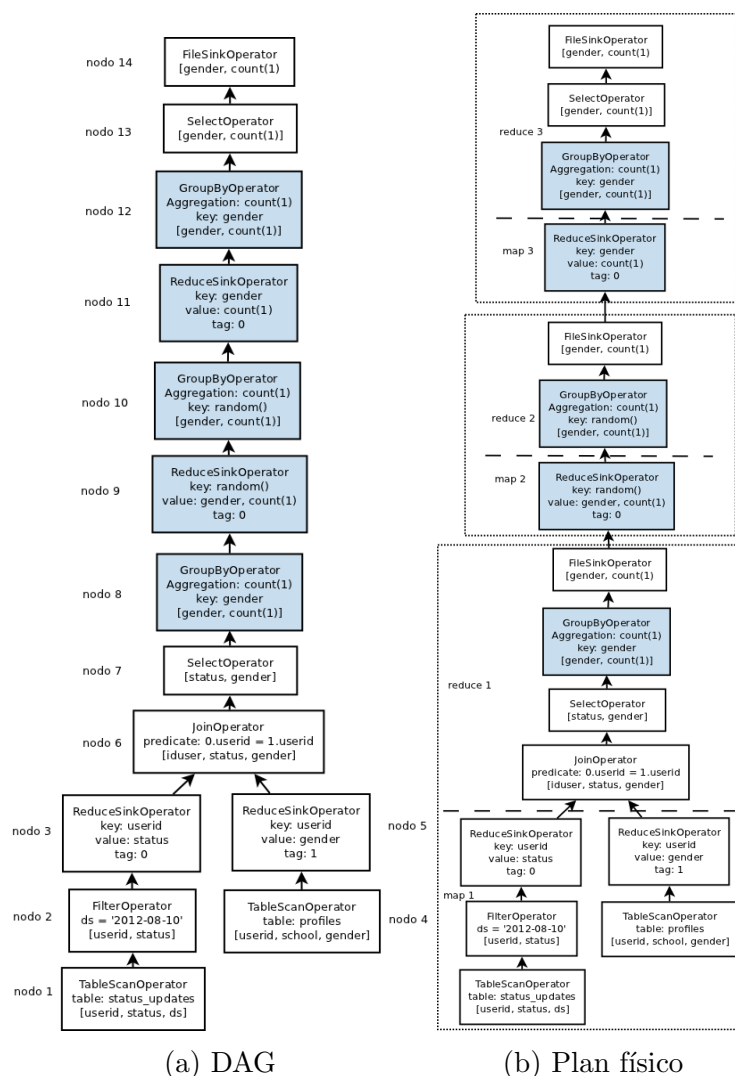 nodo 14
FileSinkOperator
[gender, count(1)
nodo 13
SelectOperator
[gender, count(1)]
nodo 12
GroupByOperator
Aggregation: count(1)
key: gender
[gender, count(1)]
nodo 11
ReduceSinkOperator
key: gender
value: count(1)
tag: 0
nodo 10
GroupByOperator
Aggregation: count(1)
key: random()
[gender, count(1)]
nodo 9
ReduceSinkOperator
key: random()
value: gender, count(1)
tag: 0
nodo 8
GroupByOperator
Aggregation: count(1)
key: gender
[gender, count(1)]
nodo 7
SelectOperator
[status, gender]
nodo 6
JoinOperator
predicate: 0.userid = 1.userid
[iduser, status, gender]
nodo 3
ReduceSinkOperator
key: userid
value: status
tag: 0
ReduceSinkOperator
key: userid
value: gender
tag: 1
nodo 5
nodo 2
FilterOperator
ds = '2012-08-10'
[userid, status]
TableScanOperator
table: profiles
[userid, school, gender]
nodo 4
nodo 1
TableScanOperator
table: status_updates
[userid, status, ds]
(a) DAG
FileSinkOperator
[gender, count(1)
SelectOperator
[gender, count(1)]
reduce 3
GroupByOperator
Aggregation: count(1)
key: gender
[gender, count(1)]
map 3
ReduceSinkOperator
key: gender
value: count(1)
tag: 0
FileSinkOperator
[gender, count(1)
reduce 2
GroupByOperator
Aggregation: count(1)
key: random()
[gender, count(1)]
map 2
ReduceSinkOperator
key: random()
value: gender, count(1)
tag: 0
FileSinkOperator
[gender, count(1)
GroupByOperator
Aggregation: count(1)
key: gender
[gender, count(1)]
reduce 1
SelectOperator
[status, gender]
JoinOperator
predicate: 0.userid = 1.userid
[iduser, status, gender]
ReduceSinkOperator
key: userid
value: status
tag: 0
ReduceSinkOperator
key: userid
value: gender
tag: 1
map 1
FilterOperator
ds = '2012-08-10'
[userid, status]
TableScanOperator
table: profiles
[userid, school, gender]
TableScanOperator
table: status_updates
[userid, status, ds]
(b) Plan físico